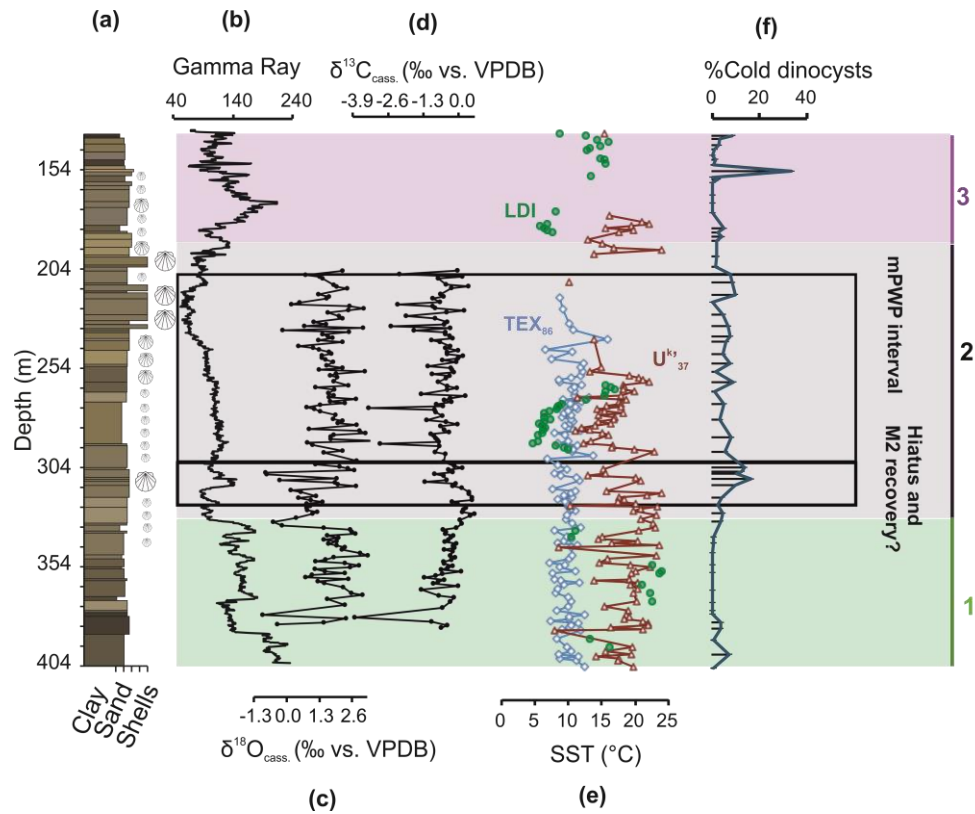 (a)
(b)
(d)
(f)
Gamma Ray
δ¹³Ccass. (‰ vs. VPDB)
%Cold dinocysts
40 140 240
-3.9 -2.6 -1.3 0.0
0 20 40
Depth (m)
154
204
254
304
354
404
LDI
TEX₈₆
Uᵏ'₃₇
3
2
1
mPWP interval
Hiatus and
M2 recovery?
Clay
Sand
Shells
-1.3 0.0 1.3 2.6
δ¹⁸Ocass. (‰ vs. VPDB)
0 5 10 15 20 25
SST (°C)
(c)
(e)